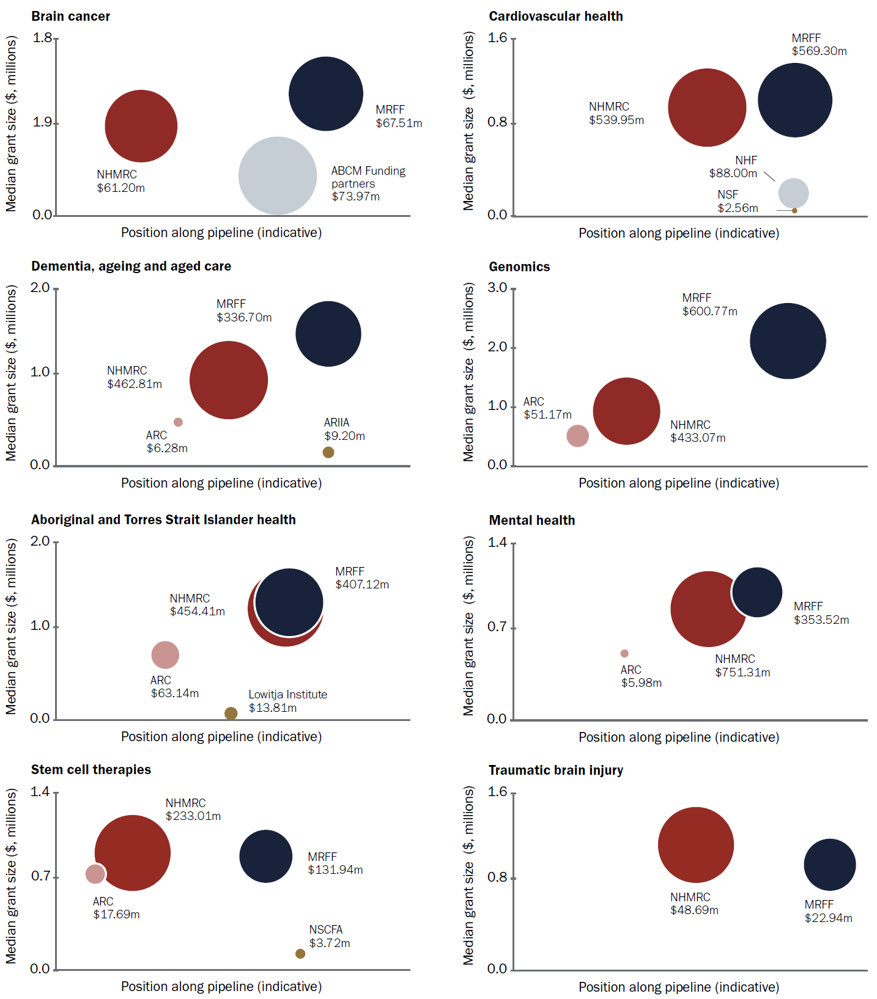 Brain cancer
Median grant size ($, millions)
1.8
1.9
0.0
NHMRC
$61.20m
MRFF
$67.51m
ABCM Funding
partners
$73.97m
Position along pipeline (indicative)
Cardiovascular health
Median grant size ($, millions)
1.6
0.8
0.0
MRFF
$569.30m
NHMRC
$539.95m
NHF
$88.00m
NSF
$2.56m
Position along pipeline (indicative)
Dementia, ageing and aged care
Median grant size ($, millions)
2.0
1.0
0.0
MRFF
$336.70m
NHMRC
$462.81m
ARC
$6.28m
ARIIA
$9.20m
Position along pipeline (indicative)
Genomics
Median grant size ($, millions)
3.0
2.0
1.0
0.0
MRFF
$600.77m
ARC
$51.17m
NHMRC
$433.07m
Position along pipeline (indicative)
Aboriginal and Torres Strait Islander health
Median grant size ($, millions)
2.0
1.0
0.0
MRFF
$407.12m
NHMRC
$454.41m
ARC
$63.14m
Lowitja Institute
$13.81m
Position along pipeline (indicative)
Mental health
Median grant size ($, millions)
1.4
0.7
0.0
MRFF
$353.52m
NHMRC
$751.31m
ARC
$5.98m
Position along pipeline (indicative)
Stem cell therapies
Median grant size ($, millions)
1.4
0.7
0.0
NHMRC
$233.01m
MRFF
$131.94m
ARC
$17.69m
NSCFA
$3.72m
Position along pipeline (indicative)
Traumatic brain injury
Median grant size ($, millions)
1.6
0.8
0.0
NHMRC
$48.69m
MRFF
$22.94m
Position along pipeline (indicative)